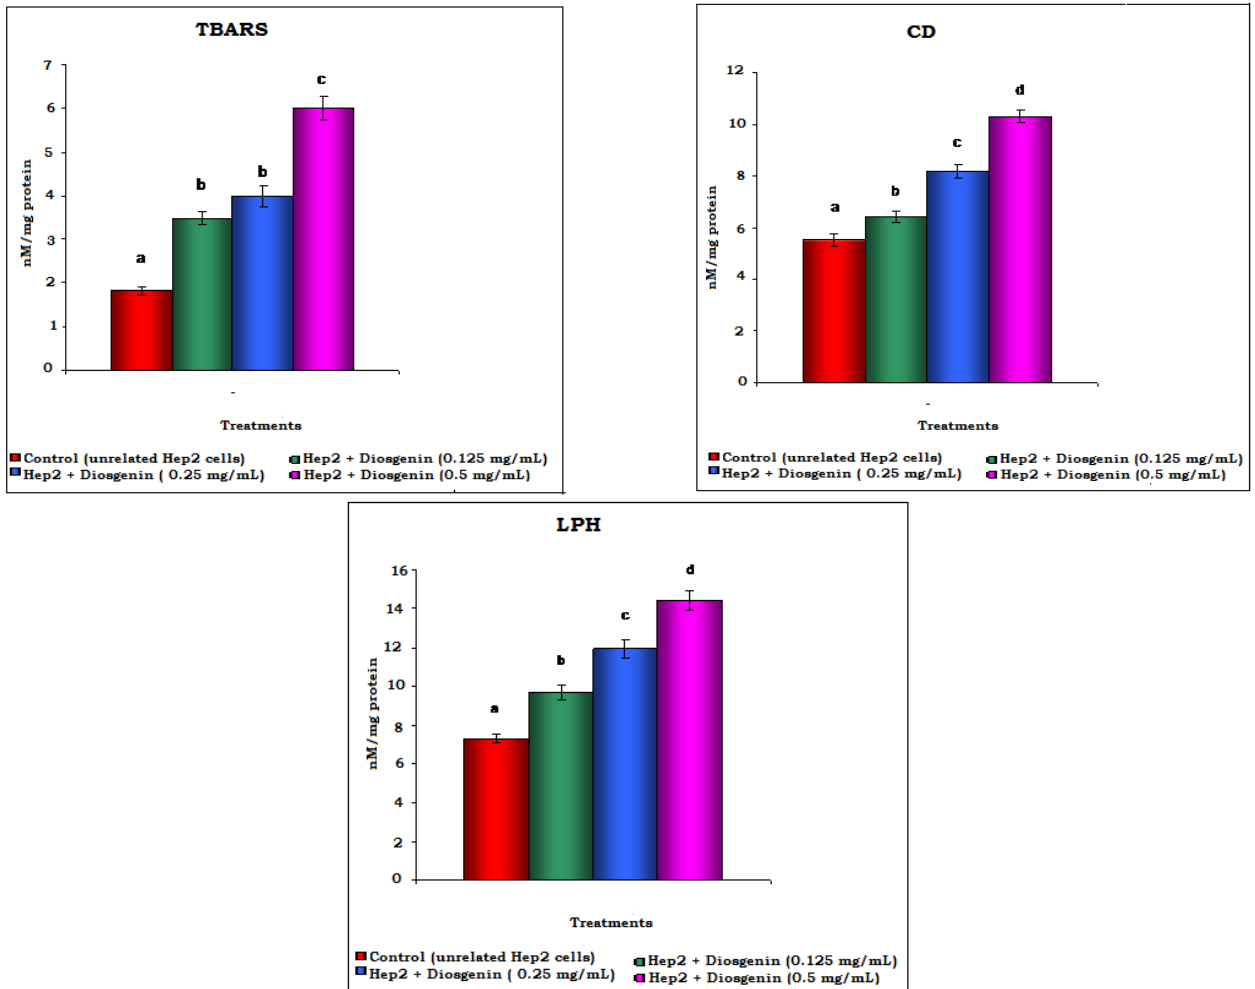 TBARS
7
6
5
4
3
2
1
0
nM/mg protein
a
b
b
c
-
Treatments
Control (unrelated Hep2 cells) Hep2 + Diosgenin (0.125 mg/mL)
Hep2 + Diosgenin ( 0.25 mg/mL) Hep2 + Diosgenin (0.5 mg/mL)
CD
12
10
8
6
4
2
0
nM/mg protein
a
b
c
d
-
Treatments
Control (unrelated Hep2 cells) Hep2 + Diosgenin (0.125 mg/mL)
Hep2 + Diosgenin ( 0.25 mg/mL) Hep2 + Diosgenin (0.5 mg/mL)
LPH
16
14
12
10
8
6
4
2
0
nM/mg protein
a
b
c
d
Treatments
Control (unrelated Hep2 cells) Hep2 + Diosgenin (0.125 mg/mL)
Hep2 + Diosgenin ( 0.25 mg/mL) Hep2 + Diosgenin (0.5 mg/mL)